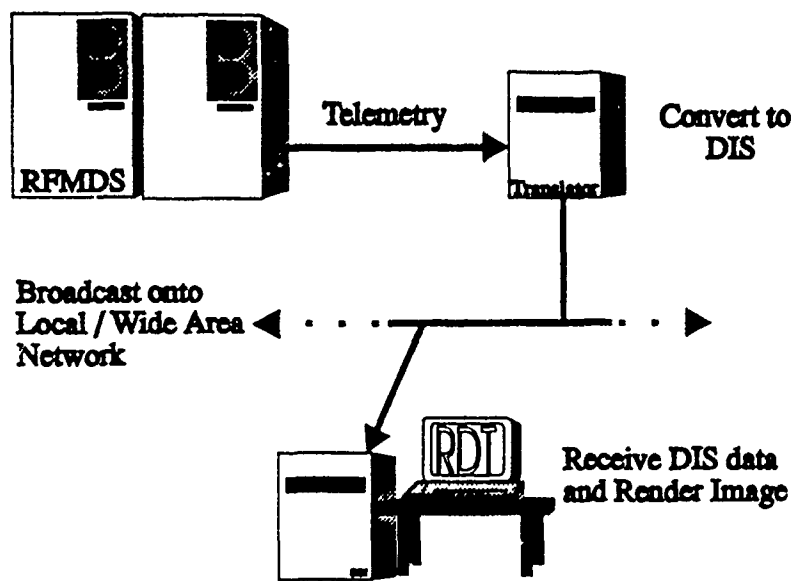 Telemetry
RFMDS
Translator
Convert to
DIS
Broadcast onto
Local / Wide Area
Network
RDT
Receive DIS data
and Render Image